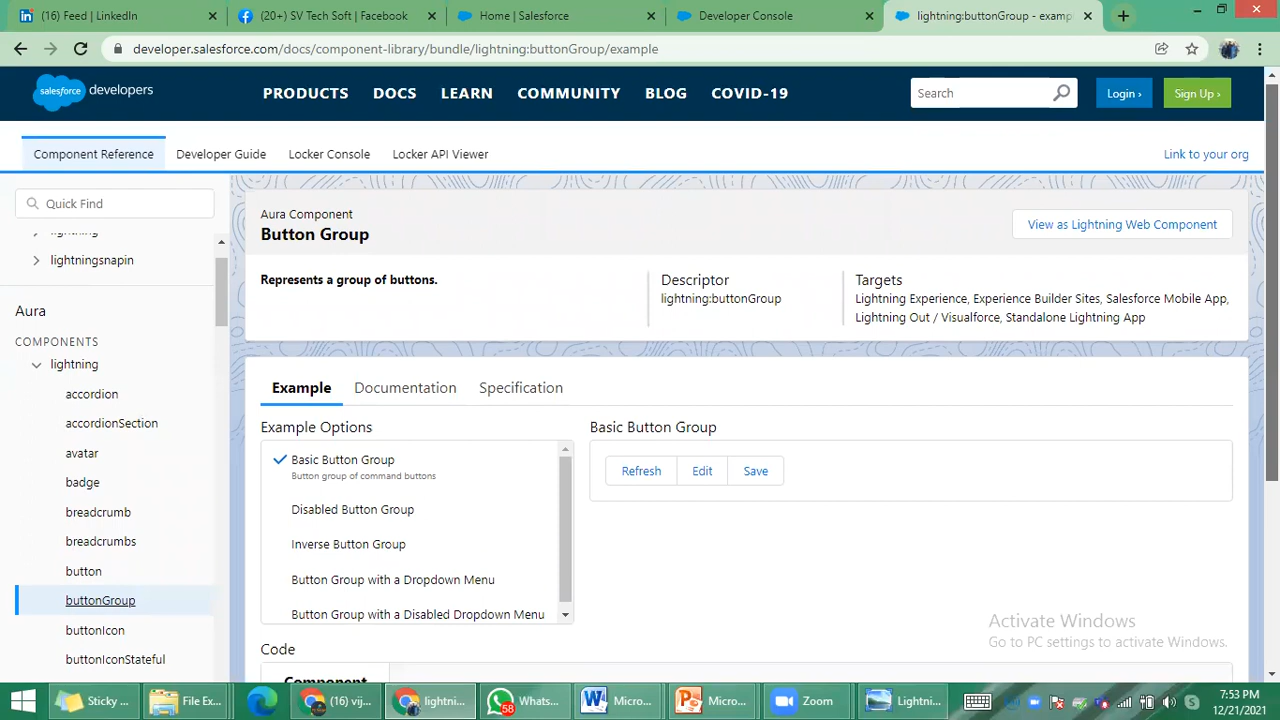 (16) Feed | LinkedIn
(20+) SV Tech Soft | Facebook
Home | Salesforce
Developer Console
lightning:buttonGroup - examp
developer.salesforce.com/docs/component-library/bundle/lightning:buttonGroup/example
salesforce developers
PRODUCTS DOCS LEARN COMMUNITY BLOG COVID-19
Search
Login ›
Sign Up ›
Component Reference Developer Guide Locker Console Locker API Viewer
Link to your org
Quick Find
lightning
lightningsnapin
Aura
COMPONENTS
lightning
accordion
accordionSection
avatar
badge
breadcrumb
breadcrumbs
button
buttonGroup
buttonIcon
buttonIconStateful
Aura Component
Button Group
View as Lightning Web Component
Represents a group of buttons.
Descriptor
lightning:buttonGroup
Targets
Lightning Experience, Experience Builder Sites, Salesforce Mobile App,
Lightning Out / Visualforce, Standalone Lightning App
Example Documentation Specification
Example Options
Basic Button Group
Button group of command buttons
Disabled Button Group
Inverse Button Group
Button Group with a Dropdown Menu
Button Group with a Disabled Dropdown Menu
Basic Button Group
Refresh Edit Save
Code
Component
Activate Windows
Go to PC settings to activate Windows.
Sticky ...
File Ex...
(16) vij...
lightni...
58
Whats...
Micro...
Micro...
Zoom
Lightni...
7:53 PM
12/21/2021